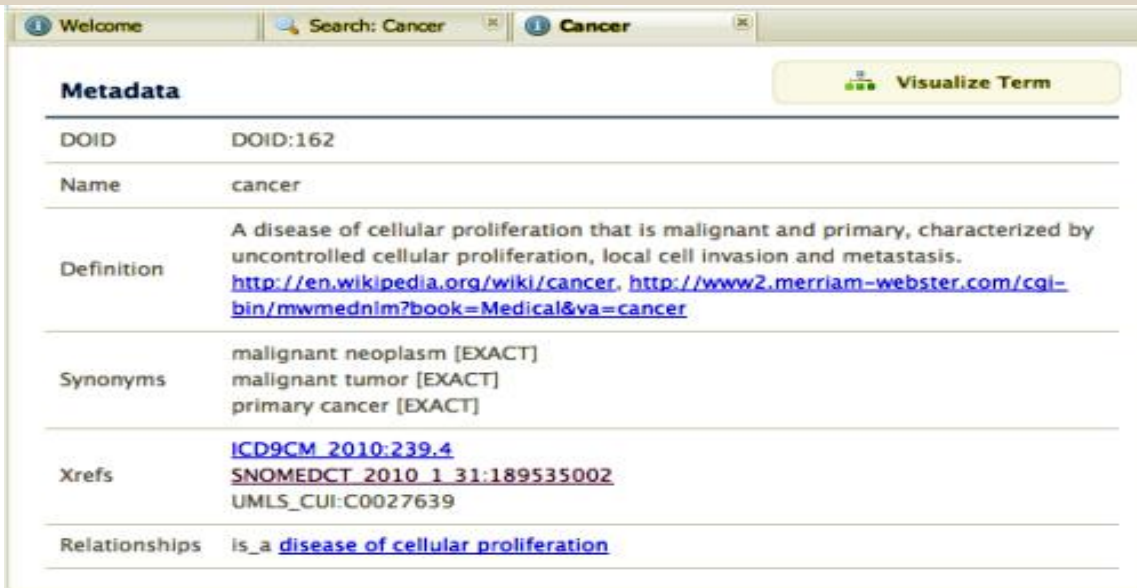 Welcome
Search: Cancer
Cancer
Metadata
Visualize Term
DOID
DOID:162
Name
cancer
Definition
A disease of cellular proliferation that is malignant and primary, characterized by
uncontrolled cellular proliferation, local cell invasion and metastasis.
http://en.wikipedia.org/wiki/cancer, http://www2.merriam-webster.com/cgi-
bin/mwmednlm?book=Medical&va=cancer
Synonyms
malignant neoplasm [EXACT]
malignant tumor [EXACT]
primary cancer [EXACT]
Xrefs
ICD9CM_2010:239.4
SNOMEDCT_2010_1_31:189535002
UMLS_CUI:C0027639
Relationships
is_a disease of cellular proliferation